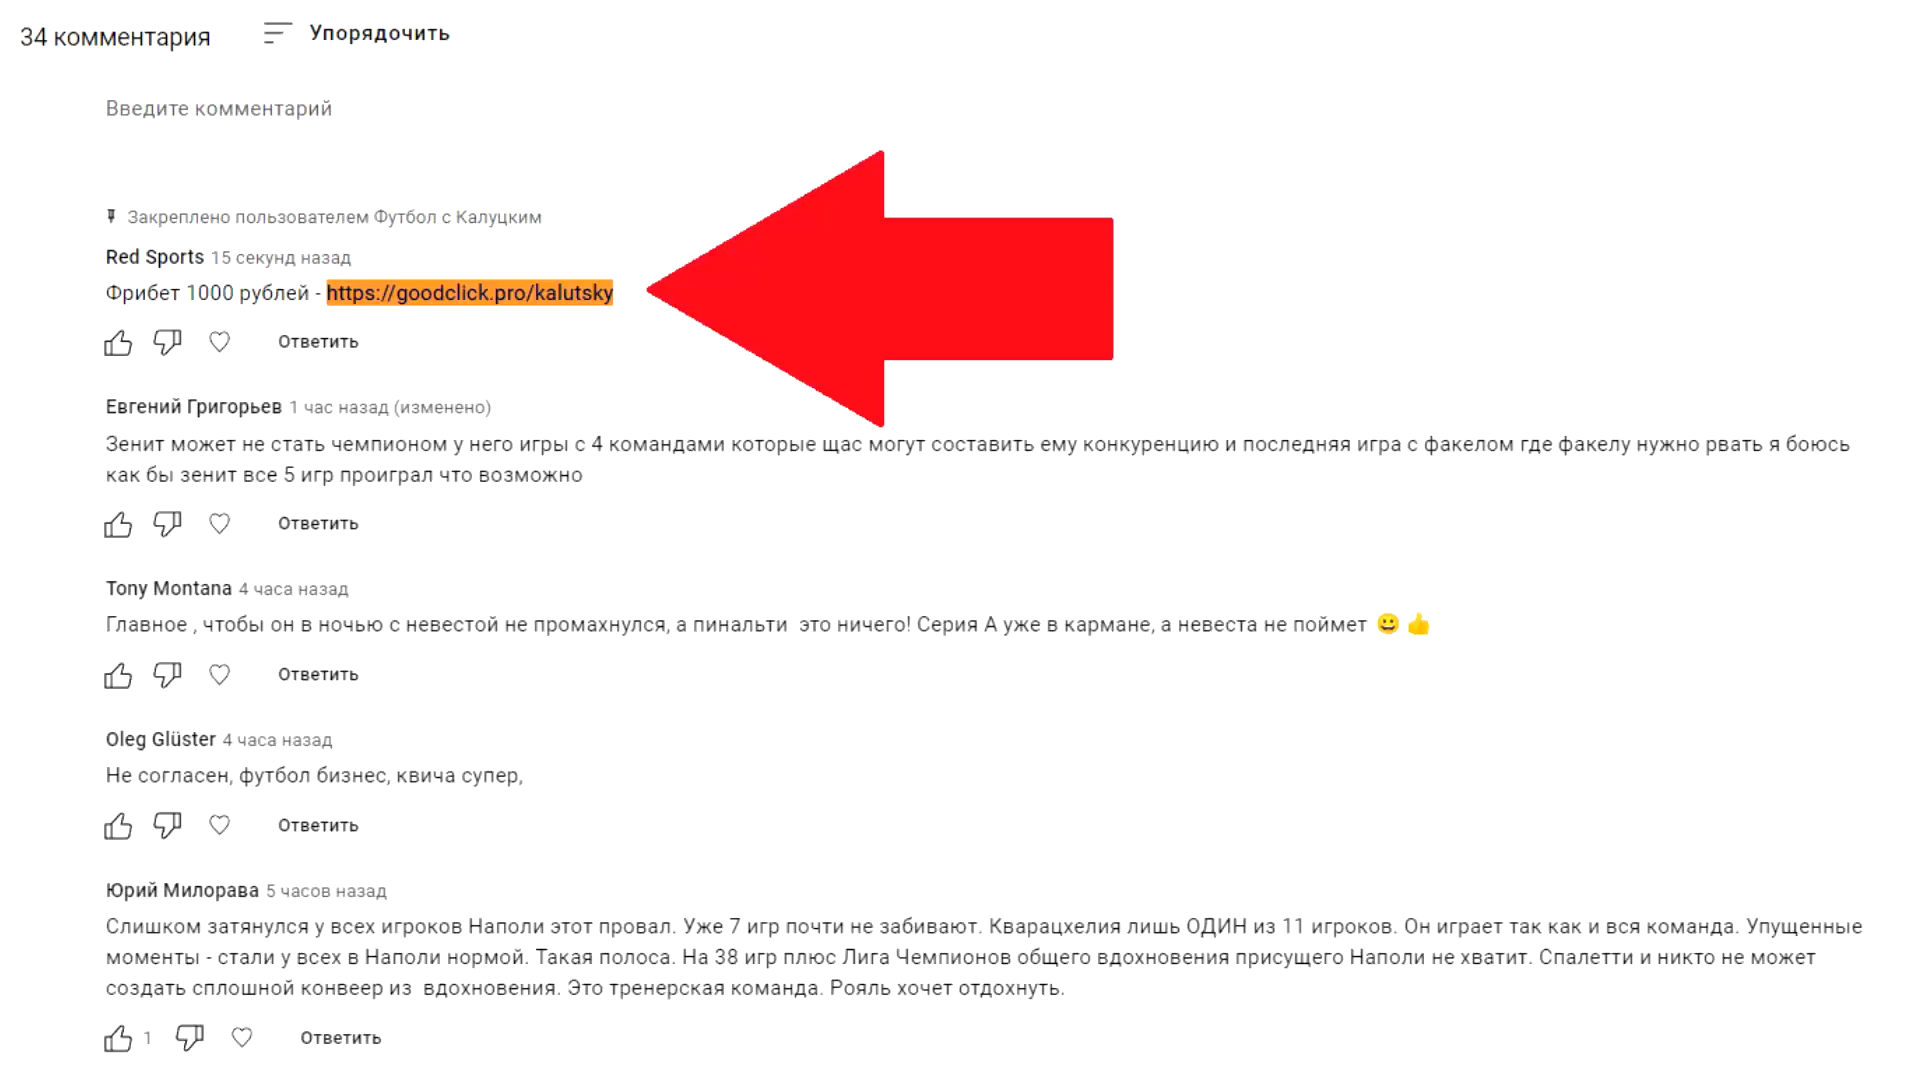 34 комментария
Упорядочить
Введите комментарий
Закреплено пользователем Футбол с Калуцким
Red Sports 15 секунд назад
Фрибет 1000 рублей - https://goodclick.pro/kalutsky
Ответить
Евгений Григорьев 1 час назад (изменено)
Зенит может не стать чемпионом у него игры с 4 командами которые щас могут составить ему конкуренцию и последняя игра с факелом где факелу нужно рвать я боюсь
как бы зенит все 5 игр проиграл что возможно
Ответить
Tony Montana 4 часа назад
Главное , чтобы он в ночью с невестой не промахнулся, а пинальти  это ничего! Серия А уже в кармане, а невеста не поймет 😀 👍
Ответить
Oleg Glüster 4 часа назад
Не согласен, футбол бизнес, квича супер,
Ответить
Юрий Милорава 5 часов назад
Слишком затянулся у всех игроков Наполи этот провал. Уже 7 игр почти не забивают. Кварацхелия лишь ОДИН из 11 игроков. Он играет так как и вся команда. Упущенные
моменты - стали у всех в Наполи нормой. Такая полоса. На 38 игр плюс Лига Чемпионов общего вдохновения присущего Наполи не хватит. Спалетти и никто не может
создать сплошной конвеер из  вдохновения. Это тренерская команда. Рояль хочет отдохнуть.
1 Ответить